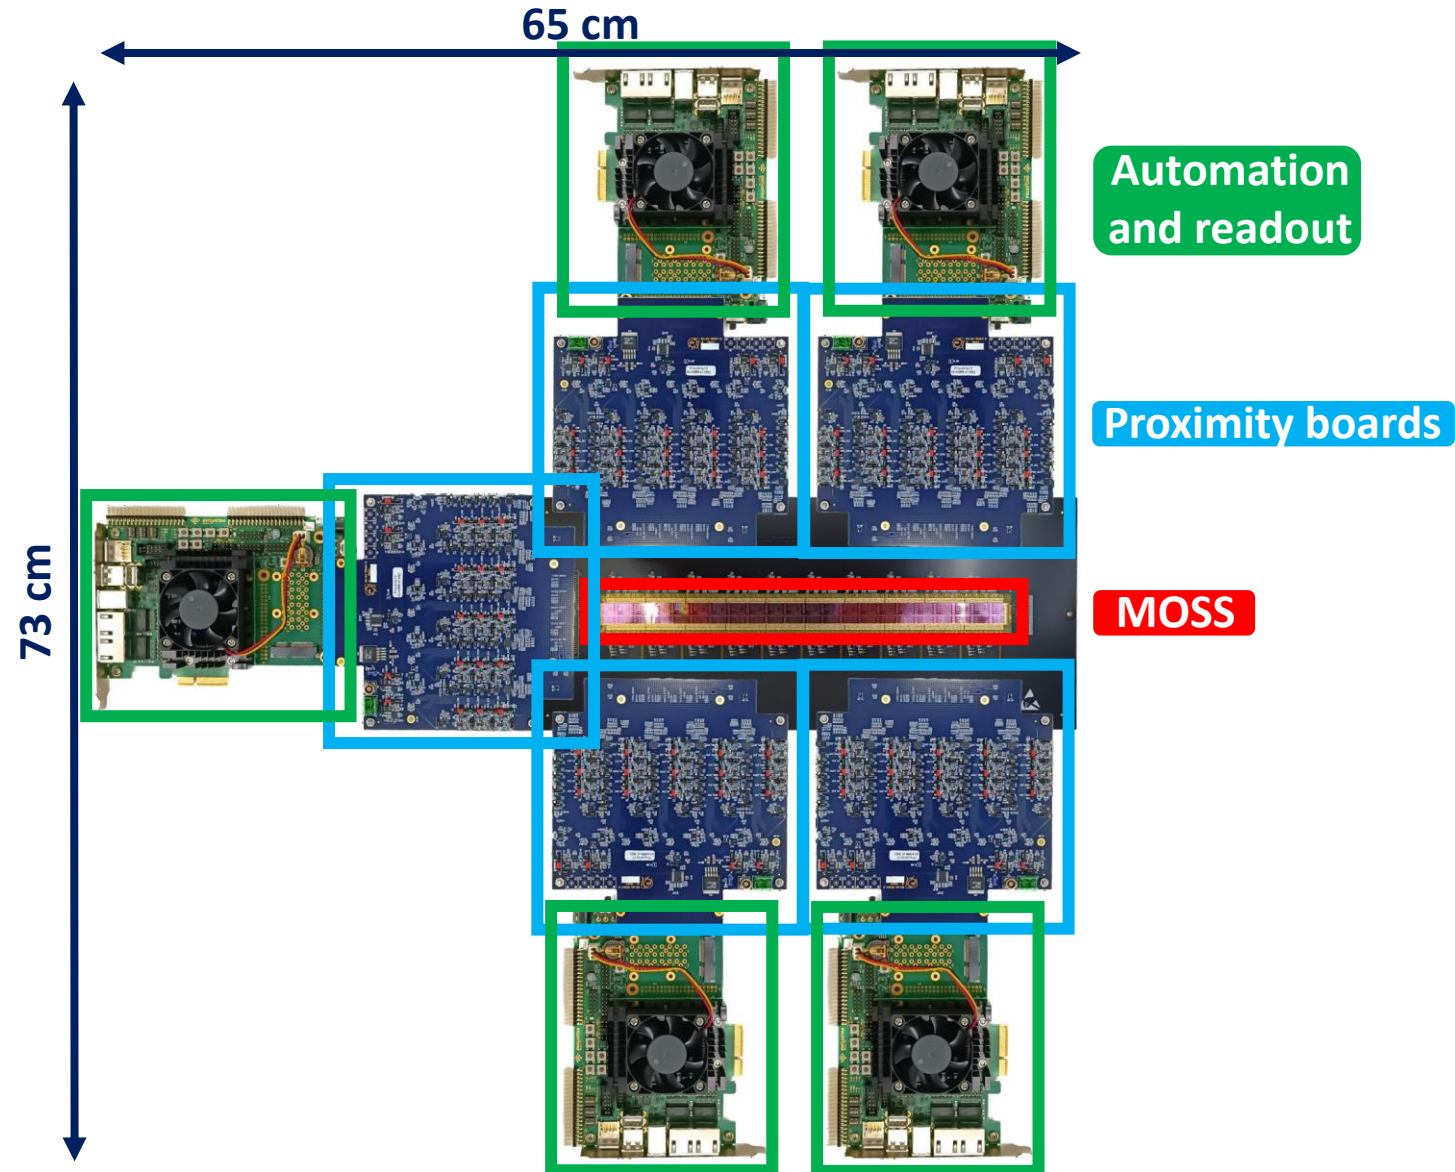 65 cm
Automation
and readout
Proximity boards
73 cm
MOSS